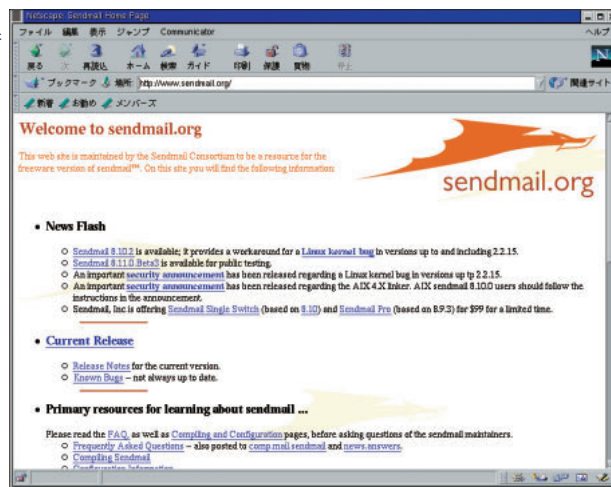 Netscape: Sendmail Home Page
ファイル 編集 表示 ジャンプ Communicator ヘルプ
戻る 次 再読込 ホーム 検索 ガイド 印刷 保護 買物 停止
ブックマーク 場所: http://www.sendmail.org/ 関連サイト
新着 お勧め メンバーズ
Welcome to sendmail.org
This web site is maintained by the Sendmail Consortium to be a resource for the
freeware version of sendmail™. On this site you will find the following information:
sendmail.org
• News Flash
Sendmail 8.10.2 is available; it provides a workaround for a Linux kernel bug in versions up to and including 2.2.15.
Sendmail 8.11.0.Beta3 is available for public testing.
An important security announcement has been released regarding a Linux kernel bug in versions up tp 2.2.15.
An important security announcement has been released regarding the AIX 4.X linker. AIX sendmail 8.10.0 users should follow the
instructions in the announcement.
Sendmail, Inc is offering Sendmail Single Switch (based on 8.10) and Sendmail Pro (based on 8.9.3) for $99 for a limited time.
• Current Release
Release Notes for the current version.
Known Bugs – not always up to date.
• Primary resources for learning about sendmail ...
Please read the FAQ, as well as Compiling and Configuration pages, before asking questions of the sendmail maintainers.
Frequently Asked Questions – also posted to comp.mail.sendmail and news.answers.
Compiling Sendmail
Configuration Information